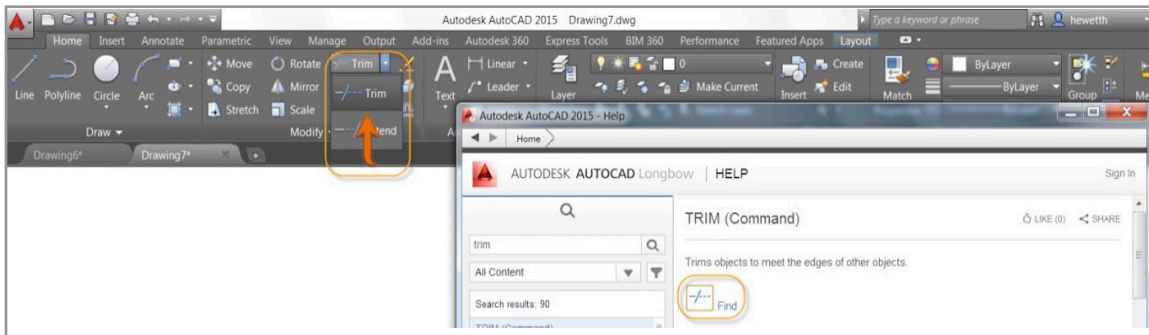 Autodesk AutoCAD 2015 Drawing7.dwg
Type a keyword or phrase
hewetth
Home Insert Annotate Parametric View Manage Output Add-ins Autodesk 360 Express Tools BIM 360 Performance Featured Apps Layout
Move Rotate Trim Linear 0 Create ByLayer
Line Polyline Circle Arc Copy Mirror Trim Text Leader Layer Make Current Insert Edit Match ByLayer Group
Stretch Scale
Draw Modify
Drawing6* Drawing7*
Autodesk AutoCAD 2015 - Help
Home
AUTODESK AUTOCAD Longbow | HELP
Sign In
TRIM (Command)
LIKE (0) SHARE
trim
Trims objects to meet the edges of other objects.
All Content
Find
Search results: 90
TRIM (Command)